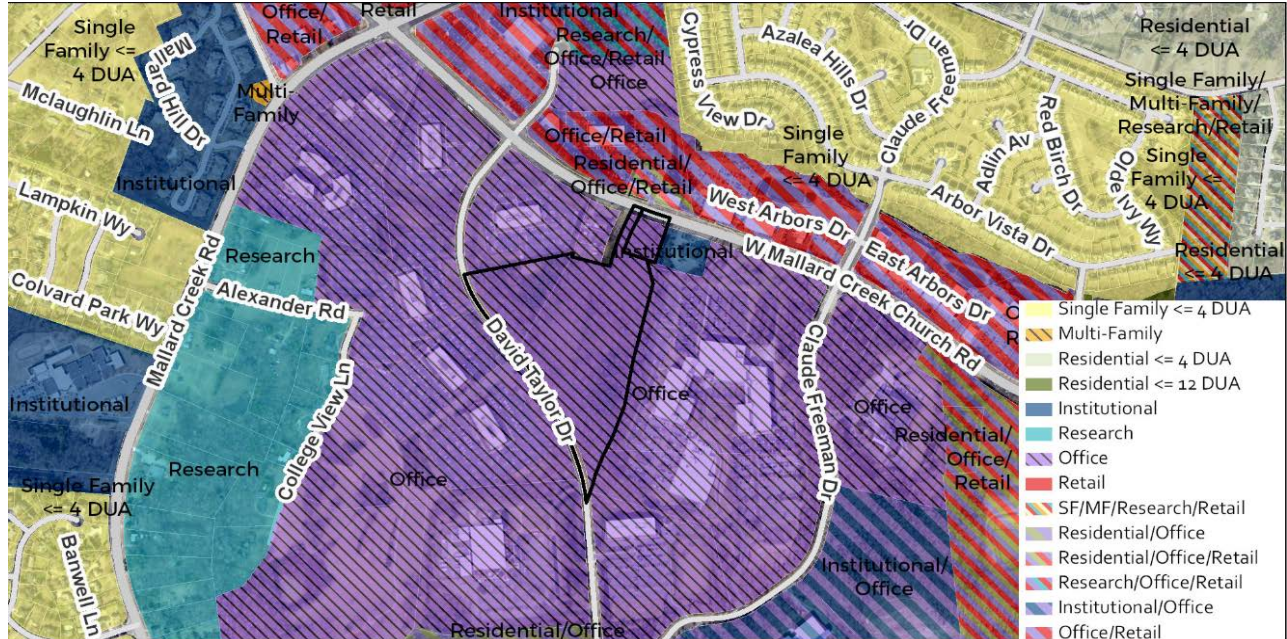 Single
Family <=
4 DUA
Mallard Hill Dr
Mclaughlin Ln
Multi-
Family
Institutional
Office/
Retail
Retail
Institutional
Research/
Office/Retail
Office
Cypress View Dr
Azalea Hills Dr
Claude Freeman Dr
Residential
<= 4 DUA
Single Family/
Multi-Family/
Research/Retail
Single
Family <=
4 DUA
Red Birch Dr
Adlin Av
Ople Ivy Wy
Single
Family
<= 4 DUA
Office/Retail
Residential/
Office/Retail
West Arbors Dr
Arbor Vista Dr
East Arbors Dr
Residential
<= 4 DUA
Institutional
W Mallard Creek Church Rd
Lampkin Wy
Colvard Park Wy
Mallard Creek Rd
Research
Alexander Rd
College View Ln
Research
David Taylor Dr
Office
Claude Freeman Dr
Office
Office
Institutional
Single Family
<= 4 DUA
Banwell Ln
Residential/
Office/
Retail
Institutional/
Office
Residential/Office
Single Family <= 4 DUA
Multi-Family
Residential <= 4 DUA
Residential <= 12 DUA
Institutional
Research
Office
Retail
SF/MF/Research/Retail
Residential/Office
Residential/Office/Retail
Research/Office/Retail
Institutional/Office
Office/Retail